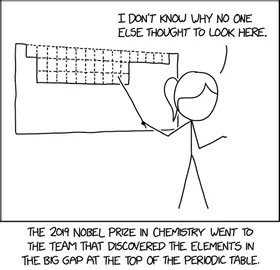 I DON'T KNOW WHY NO ONE
ELSE THOUGHT TO LOOK HERE.
THE 2019 NOBEL PRIZE IN CHEMISTRY WENT TO
THE TEAM THAT DISCOVERED THE ELEMENTS IN
THE BIG GAP AT THE TOP OF THE PERIODIC TABLE.